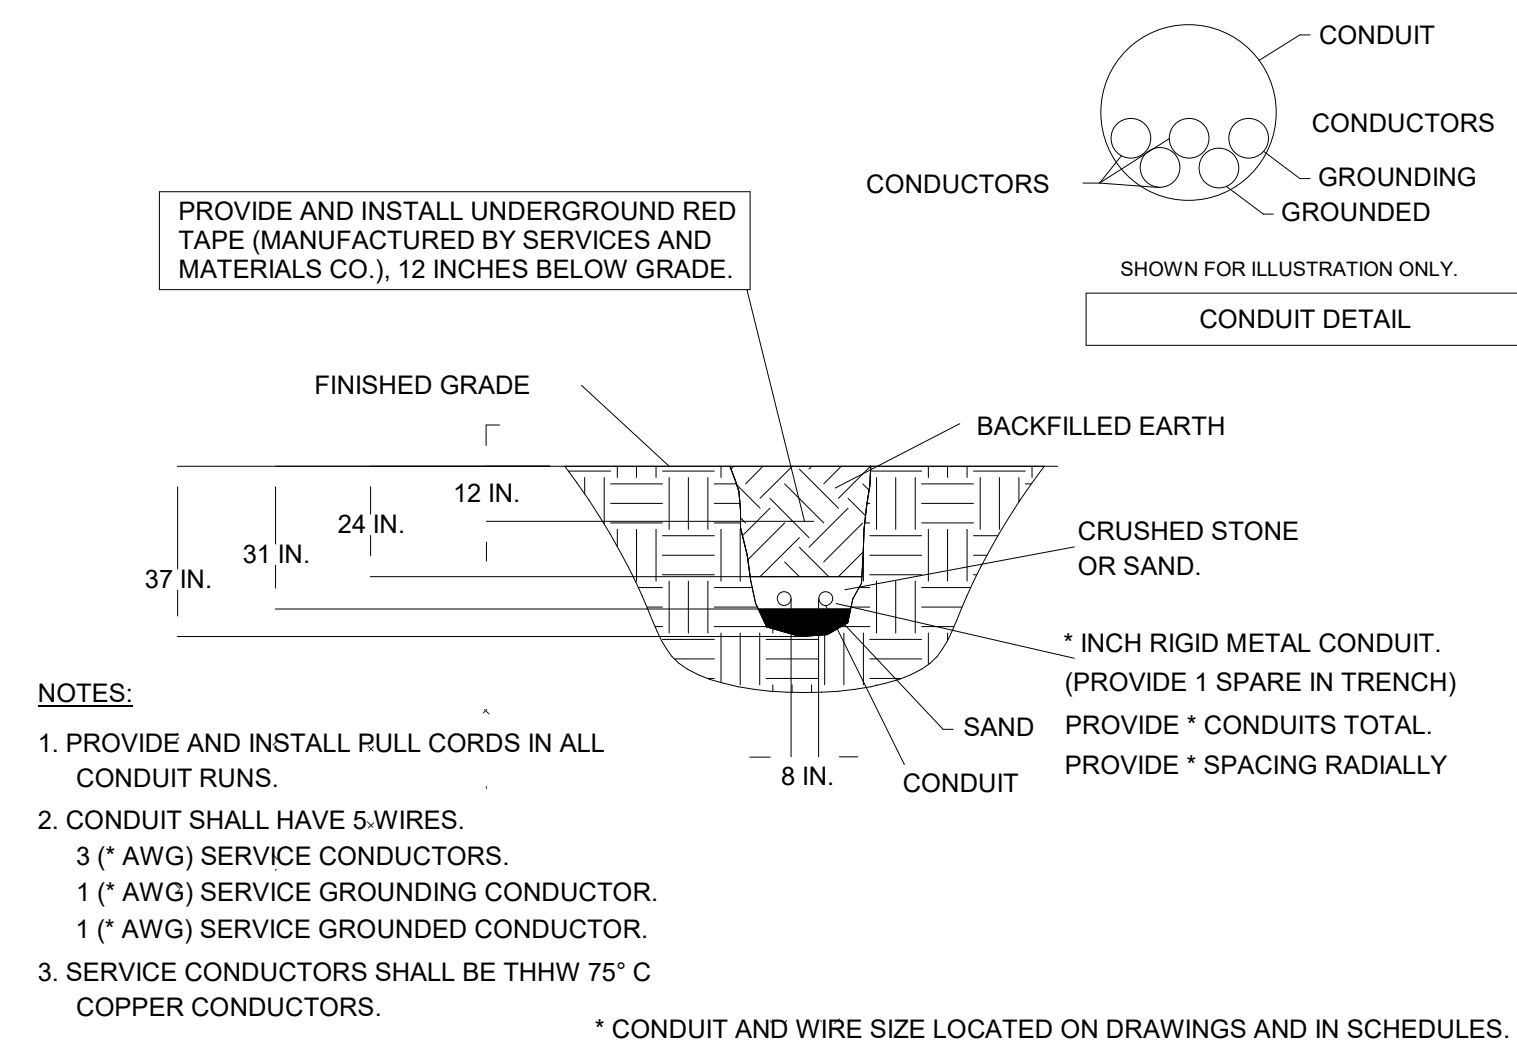 CONDUIT
CONDUCTORS
CONDUCTORS
GROUNDING
GROUNDED
SHOWN FOR ILLUSTRATION ONLY.
CONDUIT DETAIL
PROVIDE AND INSTALL UNDERGROUND RED
TAPE (MANUFACTURED BY SERVICES AND
MATERIALS CO.), 12 INCHES BELOW GRADE.
FINISHED GRADE
BACKFILLED EARTH
12 IN.
24 IN.
31 IN.
37 IN.
CRUSHED STONE
OR SAND.
* INCH RIGID METAL CONDUIT.
(PROVIDE 1 SPARE IN TRENCH)
PROVIDE * CONDUITS TOTAL.
PROVIDE * SPACING RADIALLY
SAND
CONDUIT
8 IN.
NOTES:
1. PROVIDE AND INSTALL PULL CORDS IN ALL
CONDUIT RUNS.
2. CONDUIT SHALL HAVE 5 WIRES.
3 (* AWG) SERVICE CONDUCTORS.
1 (* AWG) SERVICE GROUNDING CONDUCTOR.
1 (* AWG) SERVICE GROUNDED CONDUCTOR.
3. SERVICE CONDUCTORS SHALL BE THHW 75° C
COPPER CONDUCTORS.
* CONDUIT AND WIRE SIZE LOCATED ON DRAWINGS AND IN SCHEDULES.